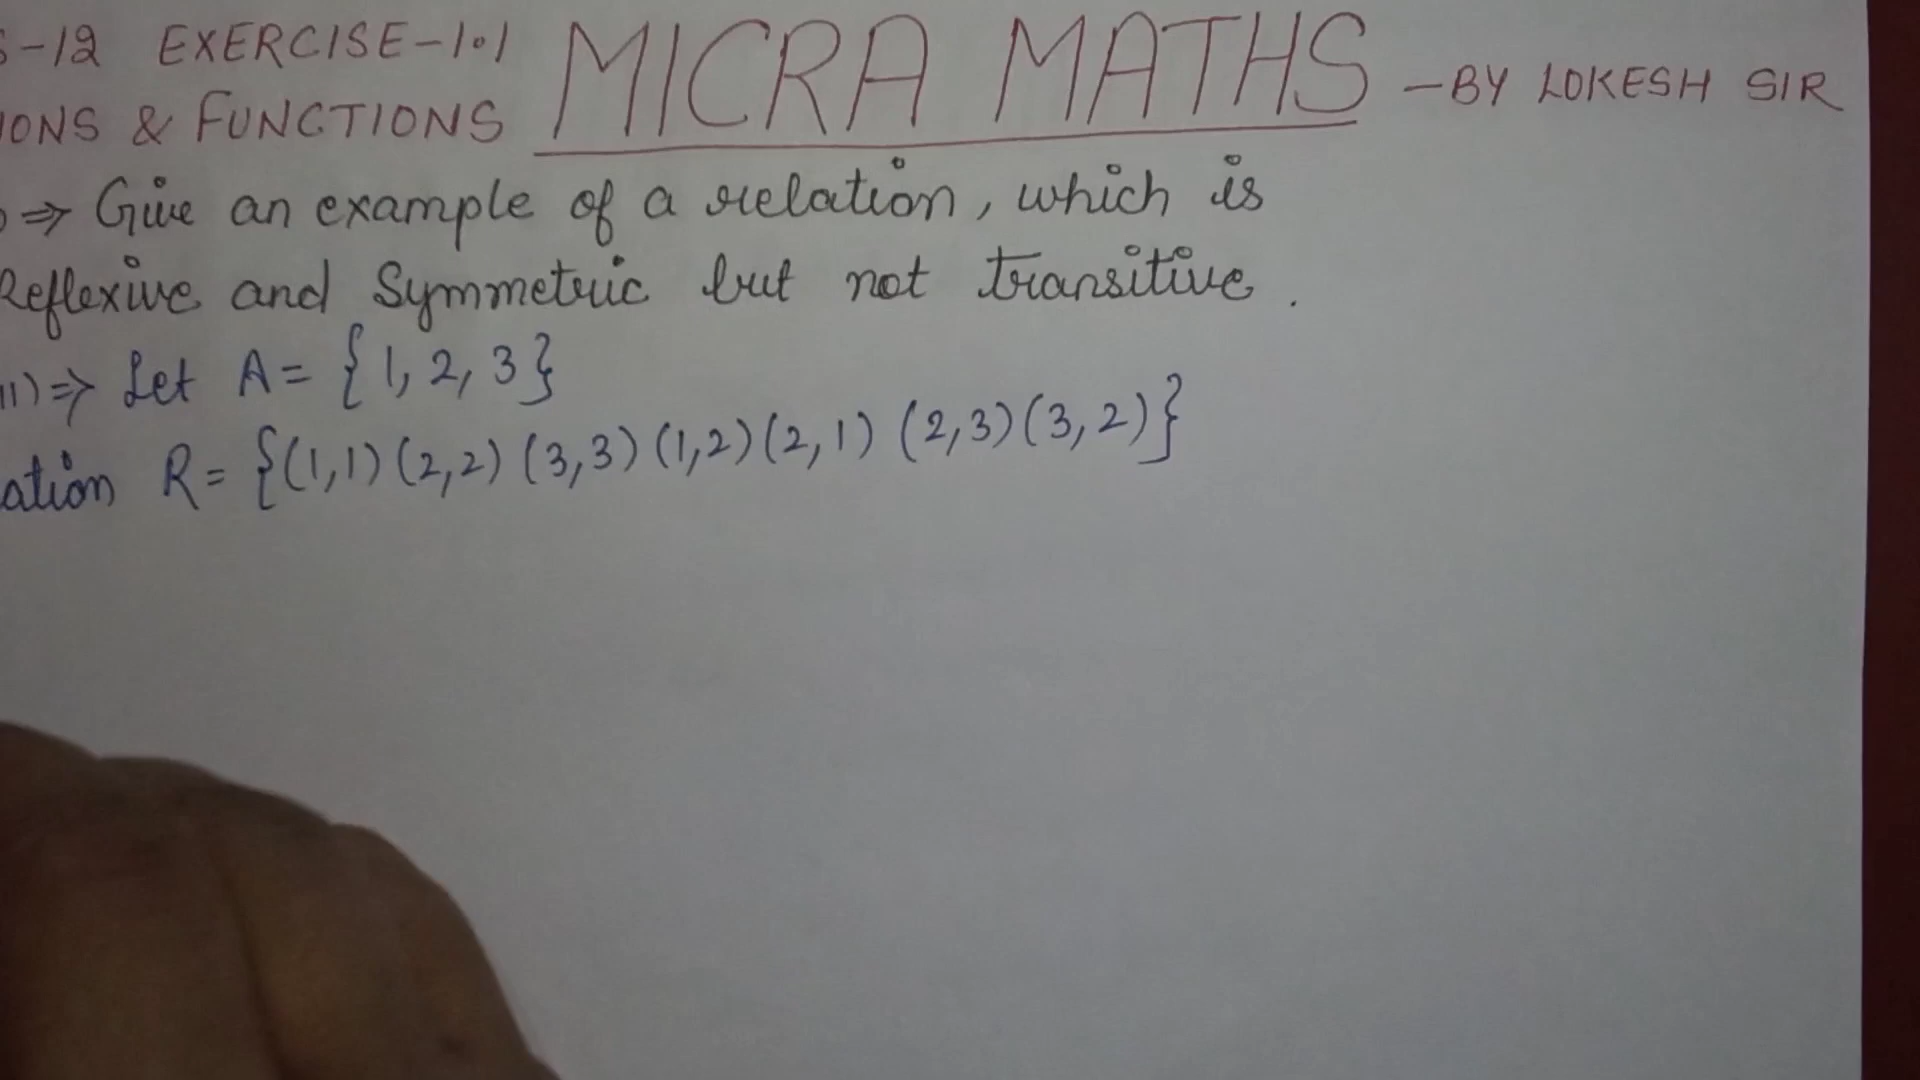 S-12 EXERCISE-1.1 MICRA MATHS -BY LOKESH SIR
IONS & FUNCTIONS
⇒ Give an example of a relation, which is
Reflexive and Symmetric but not transitive.
11)⇒ Let A = {1, 2, 3}
ation R = {(1,1) (2,2) (3,3) (1,2) (2,1) (2,3) (3,2)}